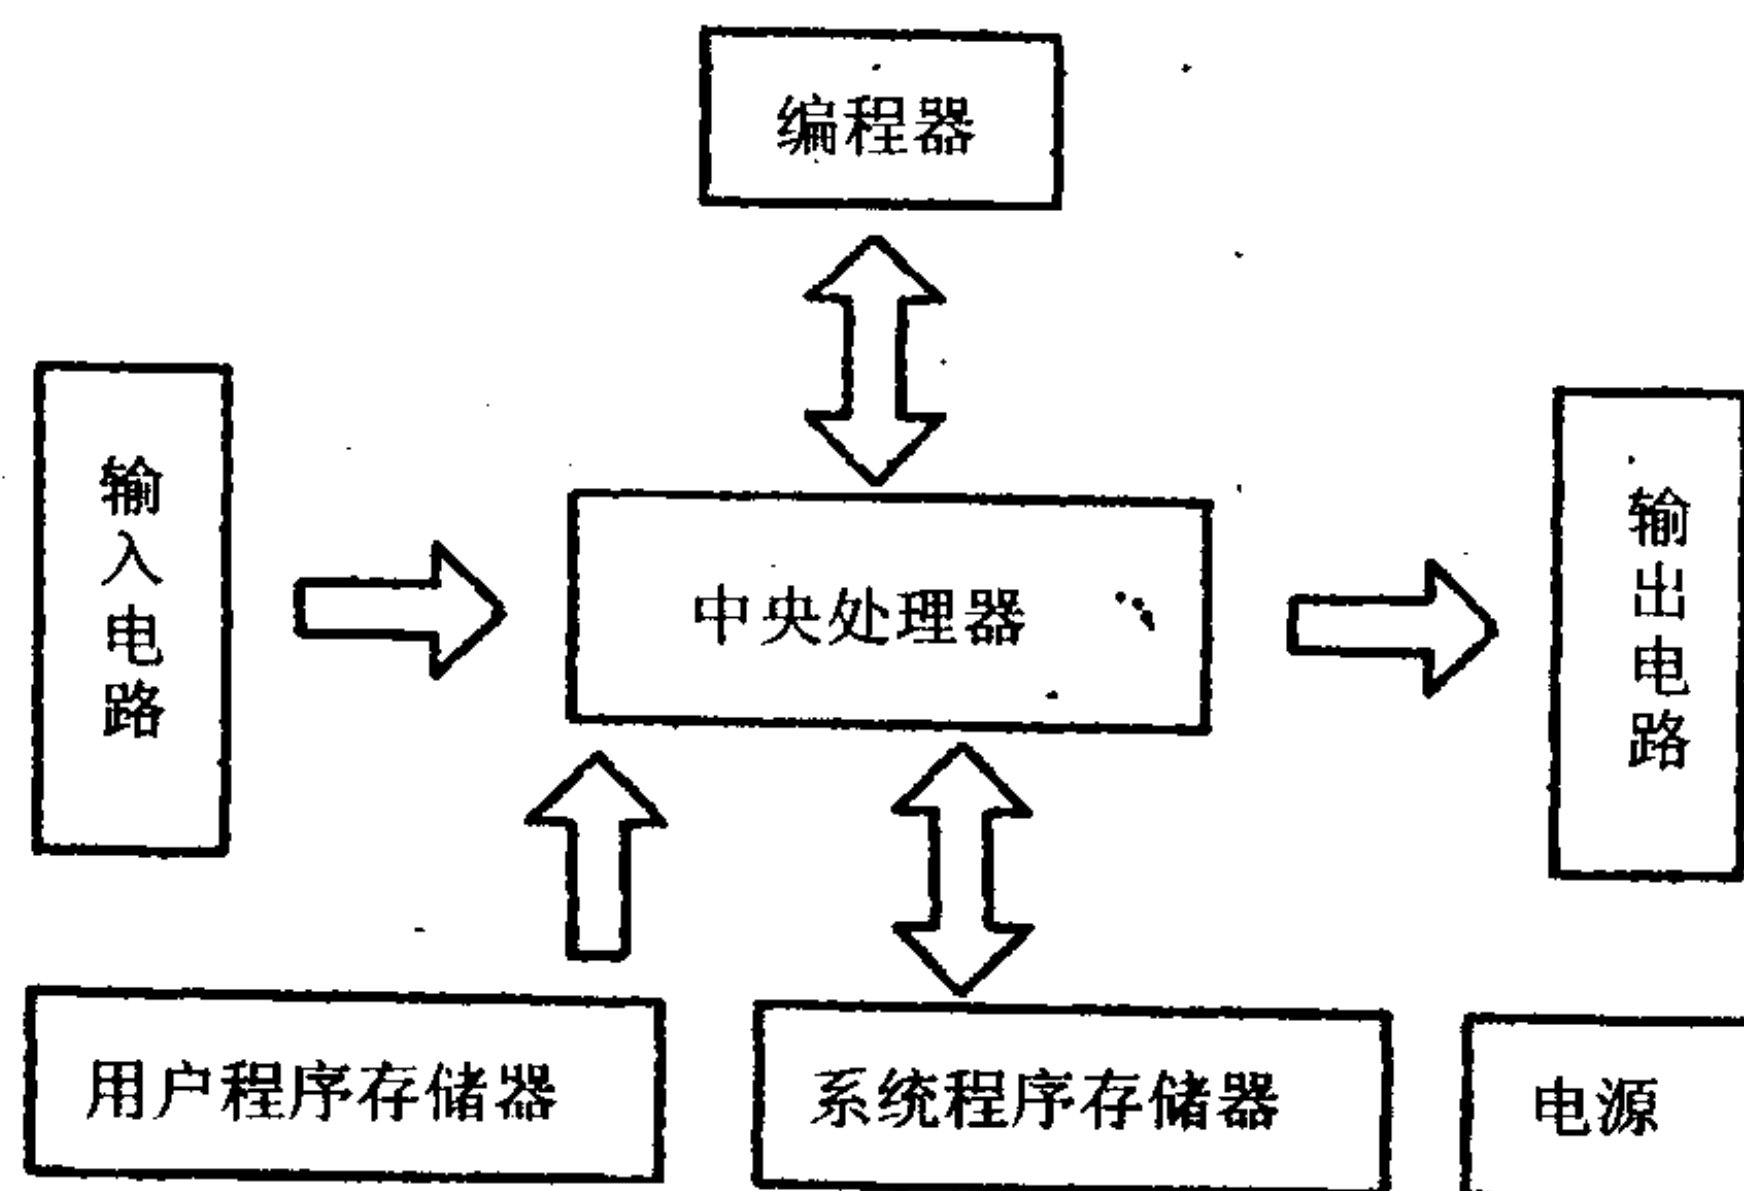 编程器
输入电路
中央处理器
输出电路
用户程序存储器
系统程序存储器
电源